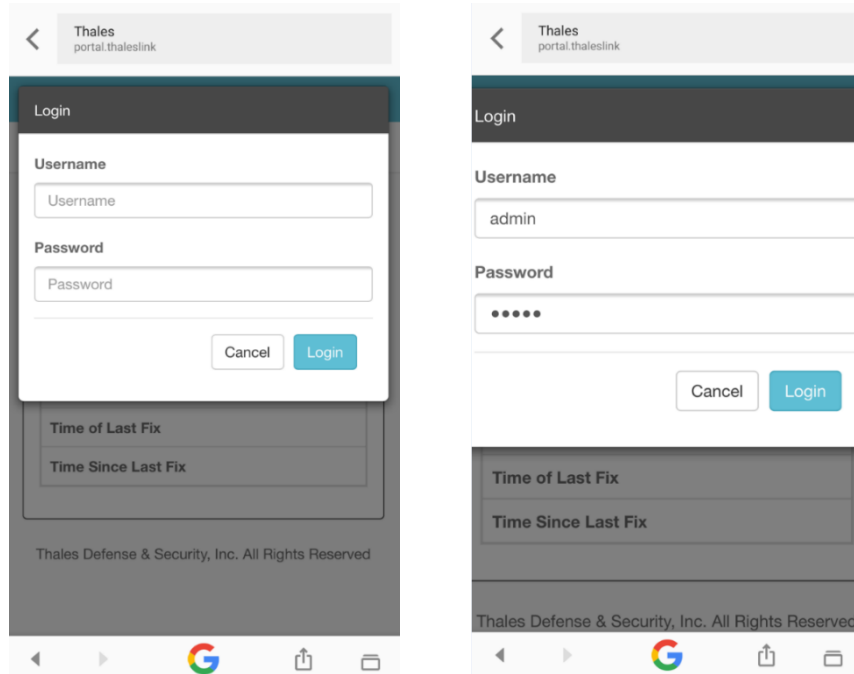 Thales
portal.thaleslink
Login
Username
Username
Password
Password
Cancel
Login
Time of Last Fix
Time Since Last Fix
Thales Defense & Security, Inc. All Rights Reserved
Thales
portal.thaleslink
Login
Username
admin
Password
•••••
Cancel
Login
Time of Last Fix
Time Since Last Fix
Thales Defense & Security, Inc. All Rights Reserved